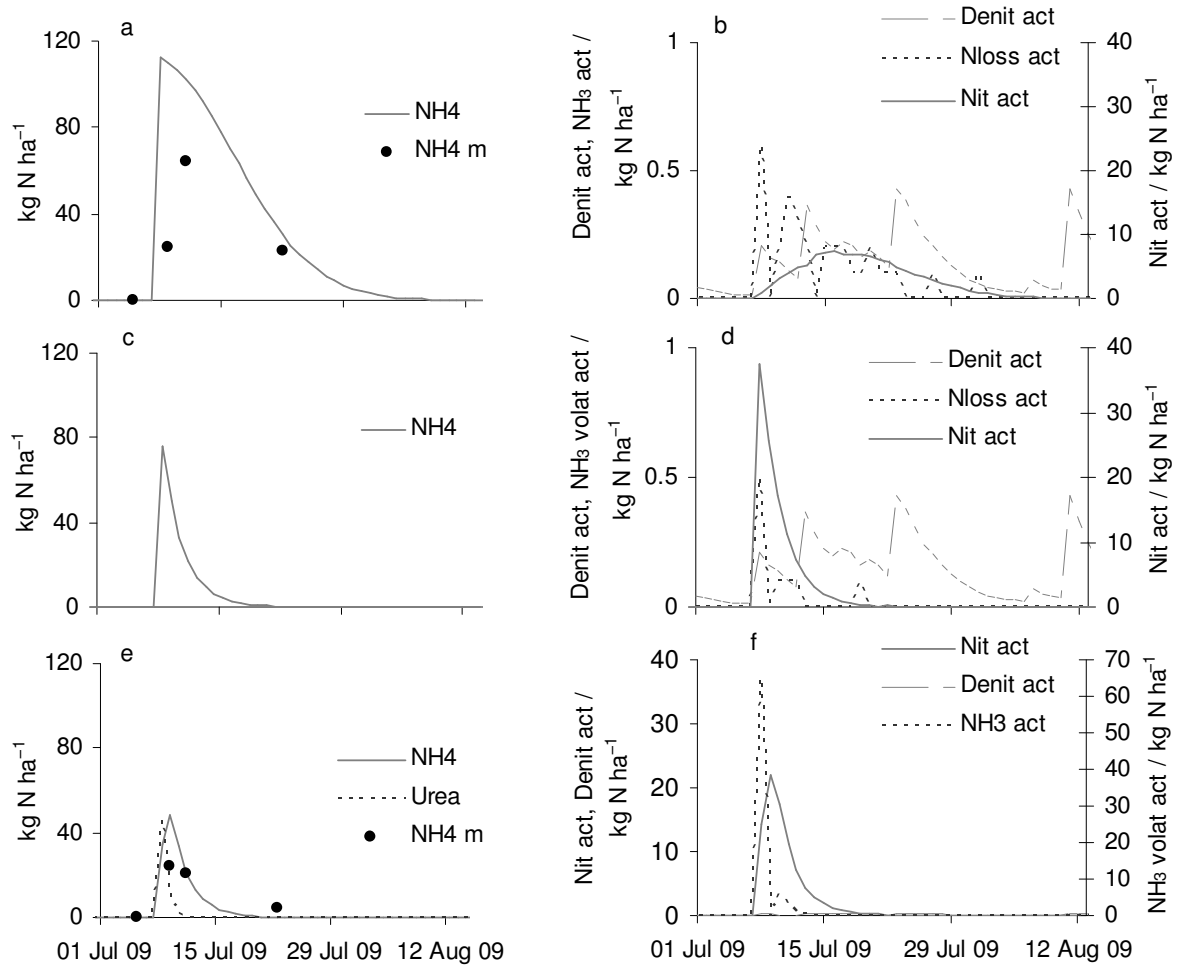 a
kg N ha⁻¹
120
80
40
0
NH4
NH4 m
b
Denit act, NH₃ act /
kg N ha⁻¹
1
0.5
0
Denit act
Nloss act
Nit act
40
30
20
10
0
Nit act / kg N ha⁻¹
c
kg N ha⁻¹
120
80
40
0
NH4
01 Jul 09
15 Jul 09
29 Jul 09
12 Aug 09
d
Denit act, NH₃ volat act /
kg N ha⁻¹
1
0.5
0
Denit act
Nloss act
Nit act
40
30
20
10
0
Nit act / kg N ha⁻¹
e
kg N ha⁻¹
120
80
40
0
NH4
Urea
NH4 m
01 Jul 09
15 Jul 09
29 Jul 09
12 Aug 09
f
Nit act, Denit act /
kg N ha⁻¹
40
30
20
10
0
Nit act
Denit act
NH3 act
70
60
50
40
30
20
10
0
NH₃ volat act / kg N ha⁻¹